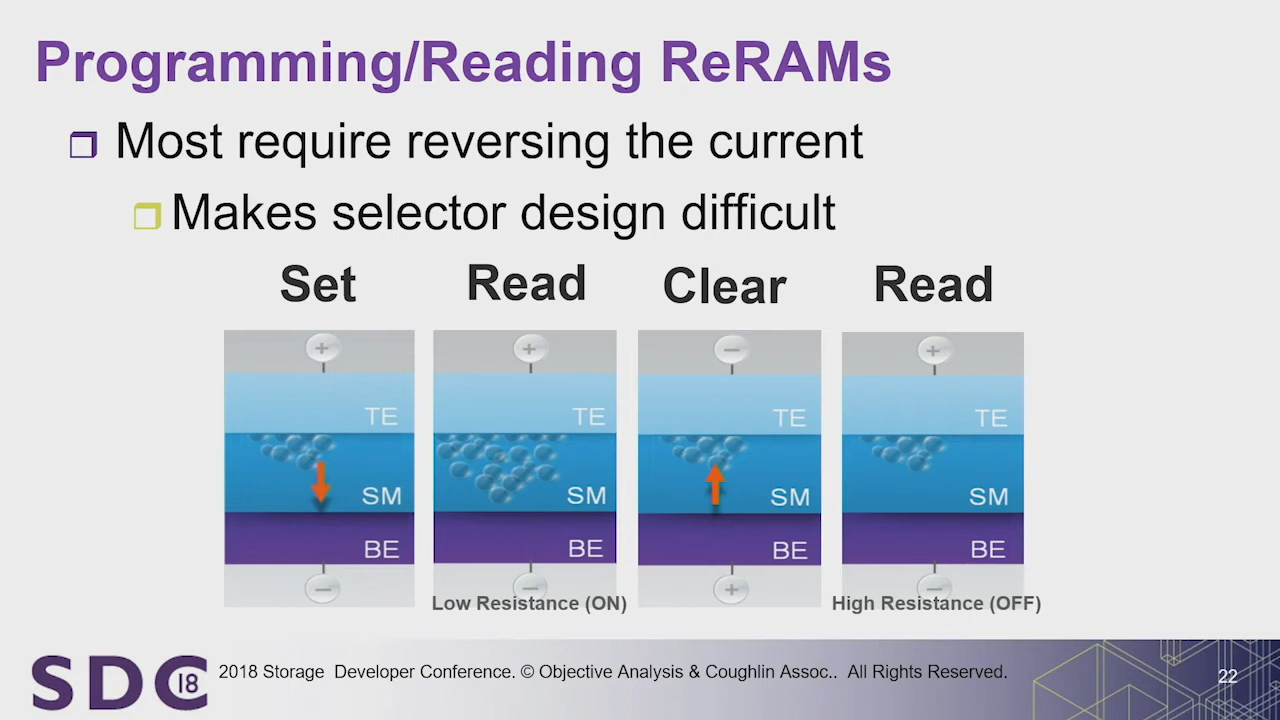 Programming/Reading ReRAMs
Most require reversing the current
Makes selector design difficult
Set Read Clear Read
+ + − +
TE TE TE TE
SM SM SM SM
BE BE BE BE
− − + −
Low Resistance (ON) High Resistance (OFF)
SDC 18 2018 Storage Developer Conference. © Objective Analysis & Coughlin Assoc.. All Rights Reserved. 22